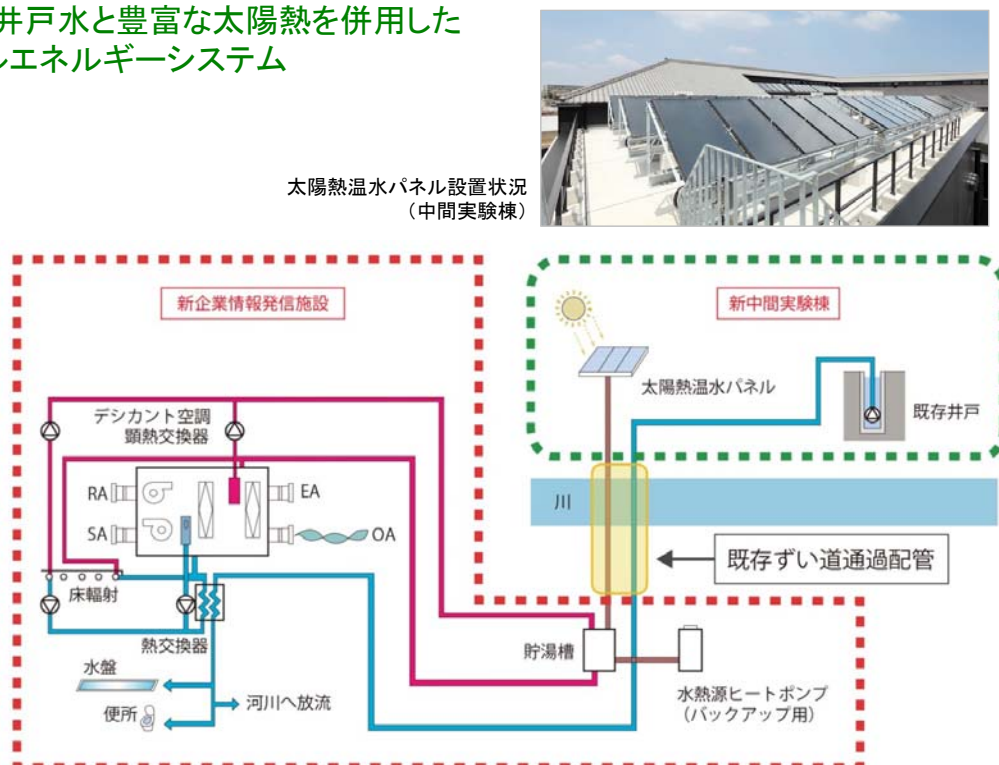 井戸水と豊富な太陽熱を併用した
エネルギーシステム
太陽熱温水パネル設置状況
（中間実験棟）
新企業情報発信施設
新中間実験棟
太陽熱温水パネル
既存井戸
デシカント空調
顕熱交換器
RA
EA
SA
OA
川
既存ずい道通過配管
床輻射
熱交換器
貯湯槽
水盤
河川へ放流
便所
水熱源ヒートポンプ
（バックアップ用）